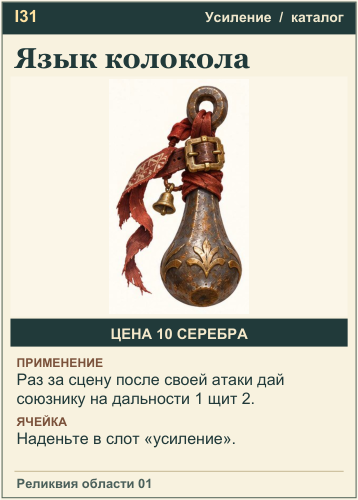 I31
Усиление / каталог
Язык колокола
ЦЕНА 10 СЕРЕБРА
ПРИМЕНЕНИЕ
Раз за сцену после своей атаки дай
союзнику на дальности 1 щит 2.
ЯЧЕЙКА
Наденьте в слот «усиление».
Реликвия области 01